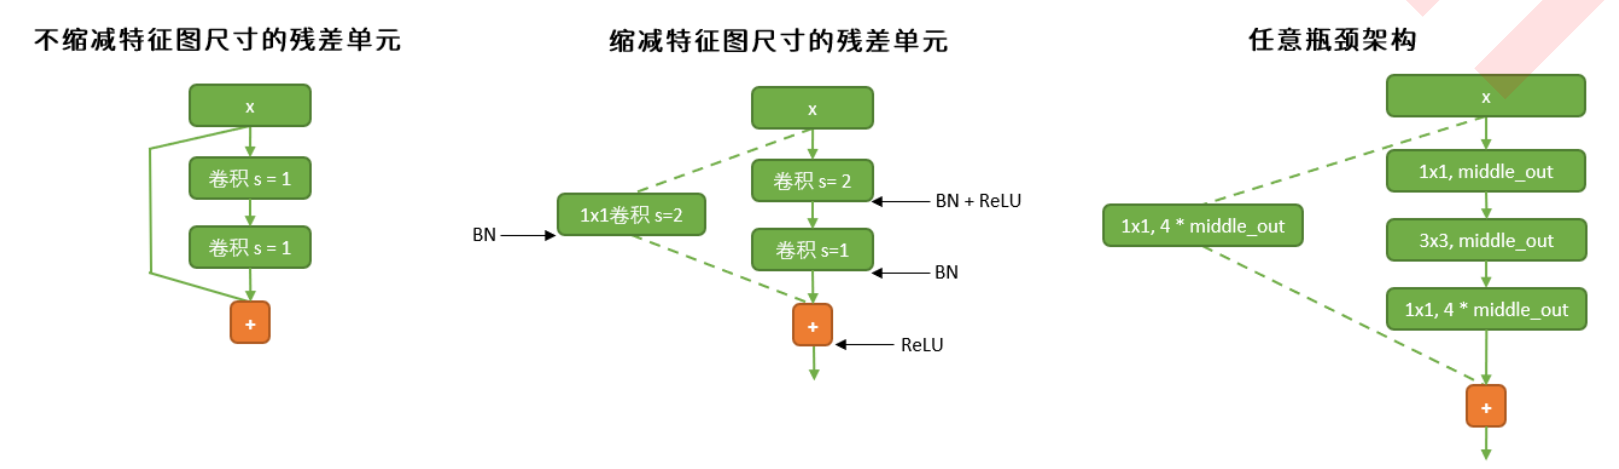 不缩减特征图尺寸的残差单元
x
卷积 s = 1
卷积 s = 1
+
缩减特征图尺寸的残差单元
x
卷积 s= 2
BN + ReLU
1x1卷积 s=2
BN
卷积 s=1
BN
+
ReLU
任意瓶颈架构
x
1x1, middle_out
1x1, 4 * middle_out
3x3, middle_out
1x1, 4 * middle_out
+